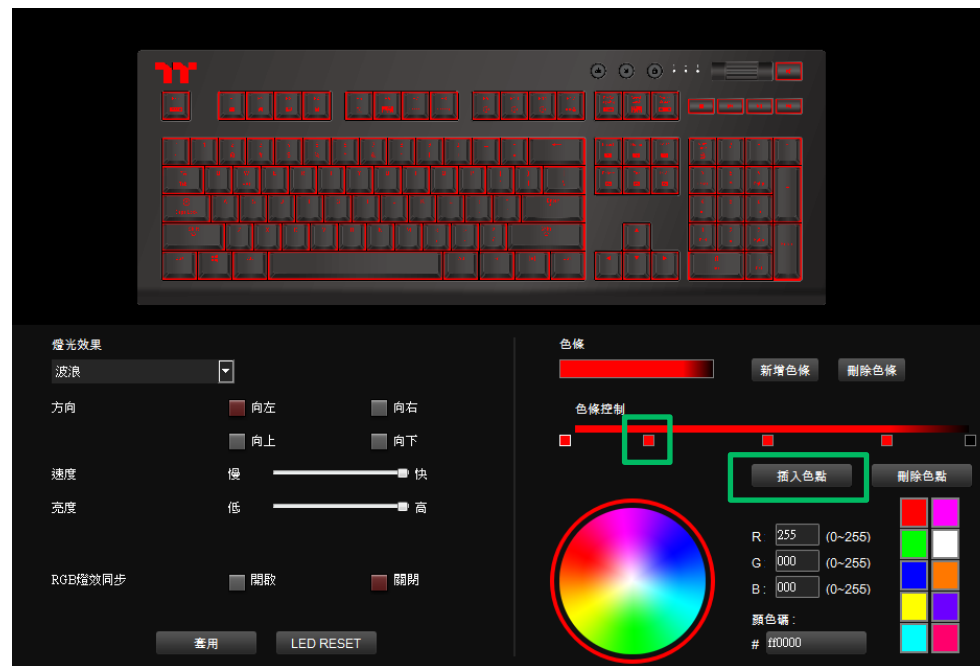 燈光效果
波浪
方向
向左
向右
向上
向下
速度
慢
快
亮度
低
高
RGB燈效同步
開啟
關閉
套用
LED RESET
色條
新增色條
刪除色條
色條控制
插入色點
刪除色點
R: 255 (0~255)
G: 000 (0~255)
B: 000 (0~255)
顏色碼:
# ff0000